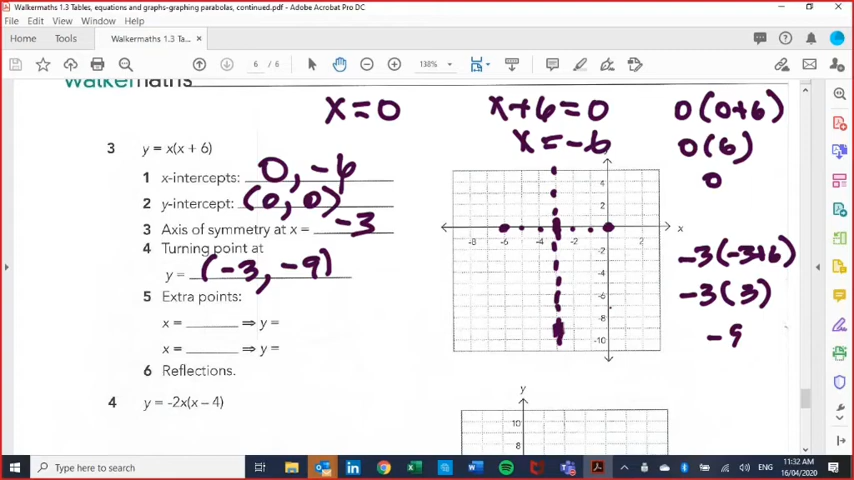 Walkermaths 1.3 Tables, equations and graphs-graphing parabolas, continued.pdf - Adobe Acrobat Pro DC
File Edit View Window Help
Home Tools Walkermaths 1.3 Tab... ×
6 / 6 138%
walkermaths
x = 0 x + 6 = 0 0(0+6)
x = -6 0(6)
0
3 y = x(x + 6)
1 x-intercepts: 0, -6
2 y-intercept: (0, 0)
3 Axis of symmetry at x = -3
4 Turning point at
y = (-3, -9)
5 Extra points:
x = ______ ⇒ y =
x = ______ ⇒ y =
6 Reflections.
4 y = -2x(x – 4)
4
x
-8 -6 -4 -2 2
-2
-4
-6
-8
-10
-3(-3+6)
-3(3)
-9
y
10
8
Type here to search
ENG
11:32 AM
16/04/2020